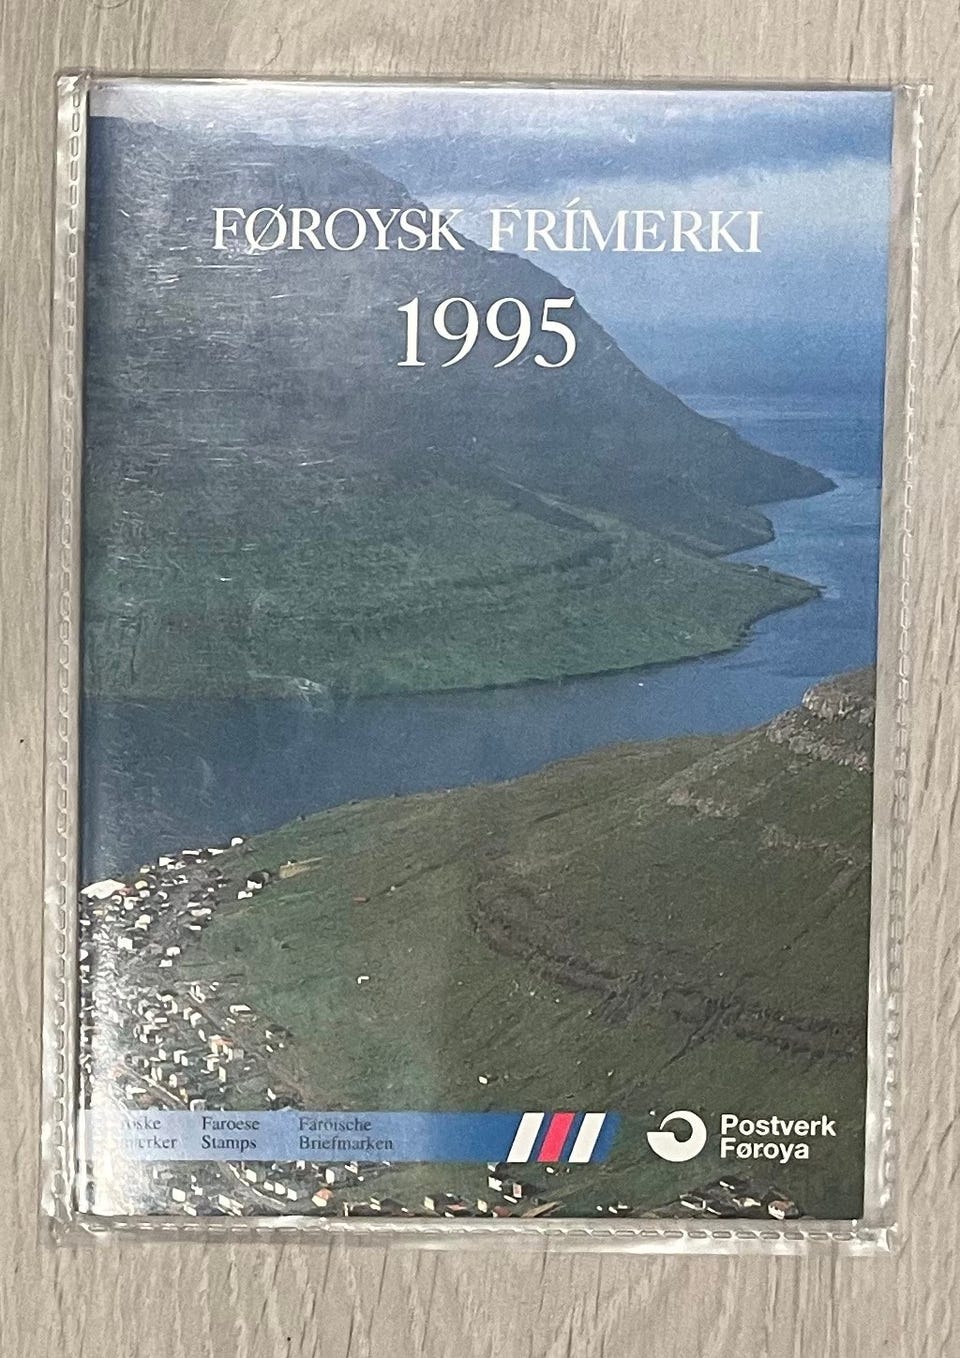 FØROYSK FRÍMERKI
1995
Faroese
Stamps
Färöische
Briefmarken
Postverk
Føroya